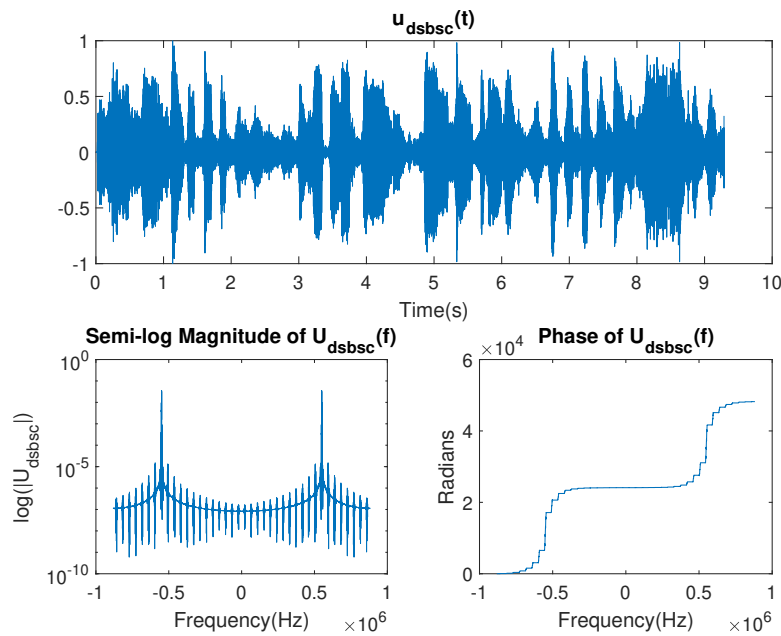 u_dsbsc(t)
1
0.5
0
-0.5
-1
0 1 2 3 4 5 6 7 8 9 10
Time(s)
Semi-log Magnitude of U_dsbsc(f)
log(|U_dsbsc|)
10^0
10^-5
10^-10
-1 -0.5 0 0.5 1
Frequency(Hz) ×10^6
Phase of U_dsbsc(f)
×10^4
Radians
6
4
2
0
-1 -0.5 0 0.5 1
Frequency(Hz) ×10^6